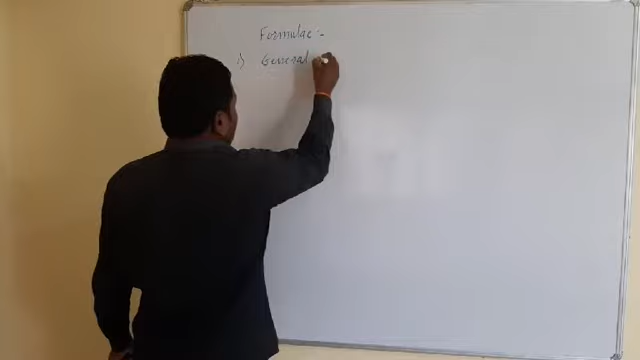 Formulae :-
1) General